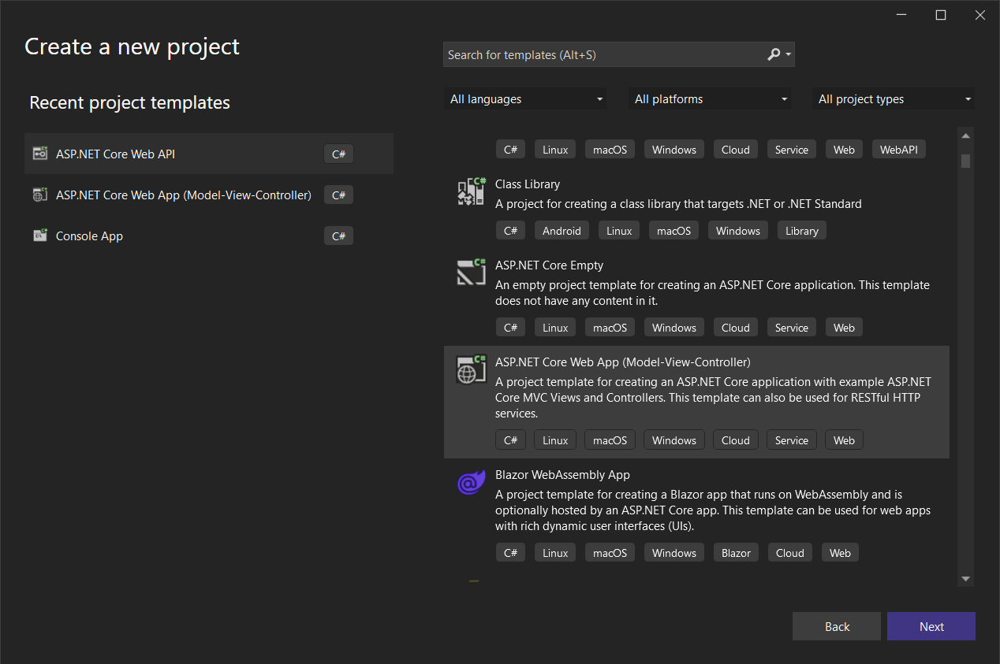 Create a new project
Search for templates (Alt+S)
Recent project templates
All languages
All platforms
All project types
ASP.NET Core Web API
C#
ASP.NET Core Web App (Model-View-Controller)
C#
Console App
C#
C# Linux macOS Windows Cloud Service Web WebAPI
C#
Class Library
A project for creating a class library that targets .NET or .NET Standard
C# Android Linux macOS Windows Library
C#
ASP.NET Core Empty
An empty project template for creating an ASP.NET Core application. This template
does not have any content in it.
C# Linux macOS Windows Cloud Service Web
C#
ASP.NET Core Web App (Model-View-Controller)
A project template for creating an ASP.NET Core application with example ASP.NET
Core MVC Views and Controllers. This template can also be used for RESTful HTTP
services.
C# Linux macOS Windows Cloud Service Web
Blazor WebAssembly App
A project template for creating a Blazor app that runs on WebAssembly and is
optionally hosted by an ASP.NET Core app. This template can be used for web apps
with rich dynamic user interfaces (UIs).
C# Linux macOS Windows Blazor Cloud Web
Back
Next